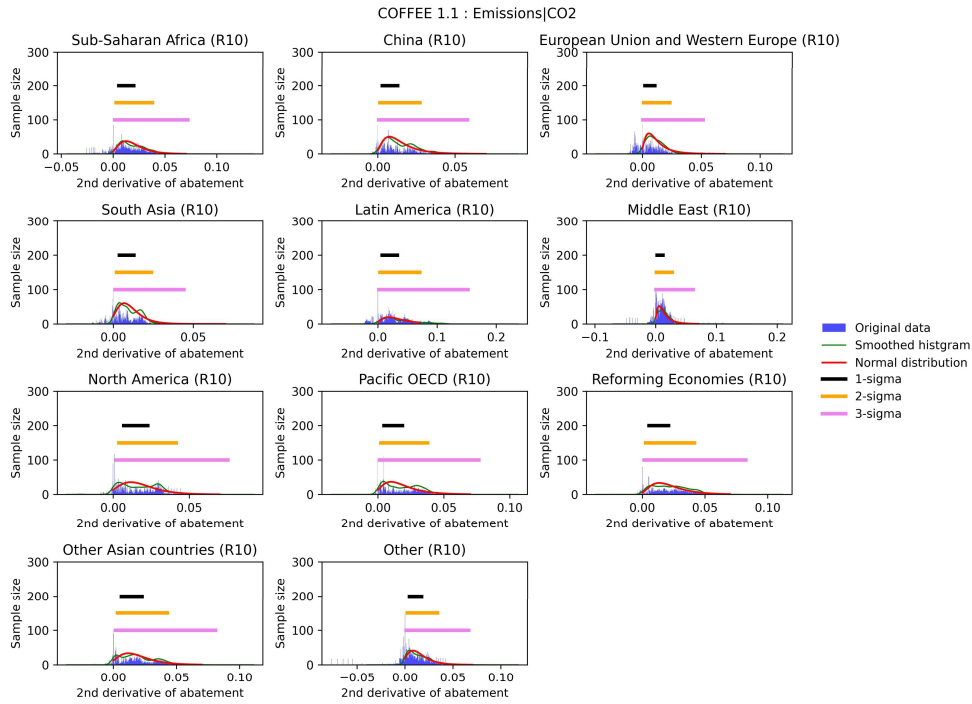 COFFEE 1.1 : Emissions|CO2
Sub-Saharan Africa (R10)
300
200
100
0
Sample size
−0.05 0.00 0.05 0.10
2nd derivative of abatement
China (R10)
300
200
100
0
Sample size
0.00 0.05
2nd derivative of abatement
European Union and Western Europe (R10)
300
200
100
0
Sample size
0.00 0.05 0.10
2nd derivative of abatement
South Asia (R10)
300
200
100
0
Sample size
0.00 0.05
2nd derivative of abatement
Latin America (R10)
300
200
100
0
Sample size
0.0 0.1 0.2
2nd derivative of abatement
Middle East (R10)
300
200
100
0
Sample size
−0.1 0.0 0.1 0.2
2nd derivative of abatement
Original data
Smoothed histgram
Normal distribution
1-sigma
2-sigma
3-sigma
North America (R10)
300
200
100
0
Sample size
0.00 0.05
2nd derivative of abatement
Pacific OECD (R10)
300
200
100
0
Sample size
0.00 0.05 0.10
2nd derivative of abatement
Reforming Economies (R10)
300
200
100
0
Sample size
0.00 0.05 0.10
2nd derivative of abatement
Other Asian countries (R10)
300
200
100
0
Sample size
0.00 0.05 0.10
2nd derivative of abatement
Other (R10)
300
200
100
0
Sample size
−0.05 0.00 0.05 0.10
2nd derivative of abatement